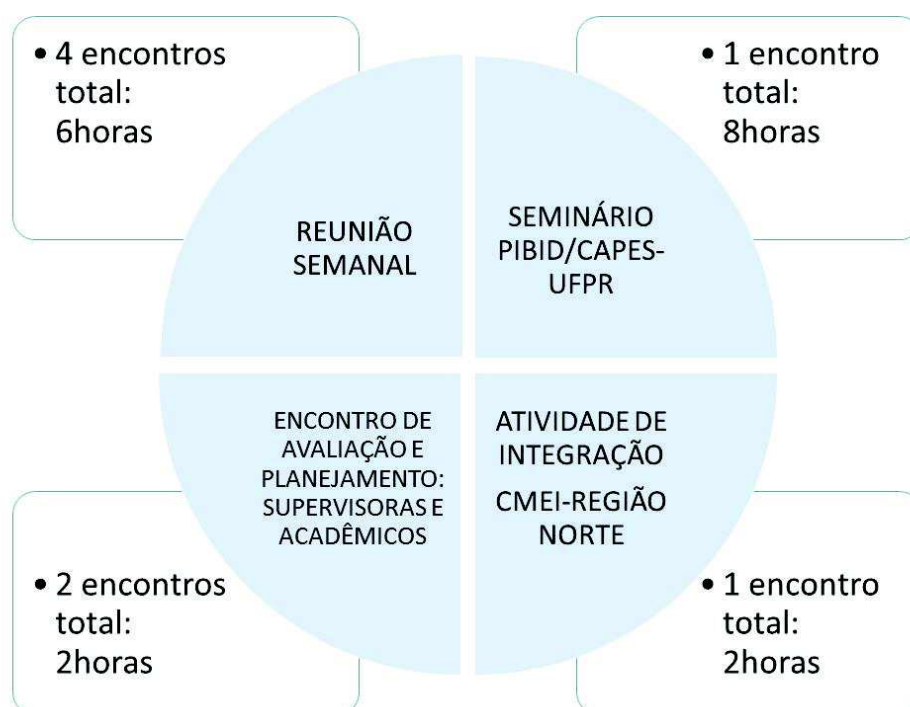 • 4 encontros
total:
6horas
• 1 encontro
total:
8horas
REUNIÃO
SEMANAL
SEMINÁRIO
PIBID/CAPES-
UFPR
ENCONTRO DE
AVALIAÇÃO E
PLANEJAMENTO:
SUPERVISORAS E
ACADÊMICOS
ATIVIDADE DE
INTEGRAÇÃO
CMEI-REGIÃO
NORTE
• 2 encontros
total:
2horas
• 1 encontro
total:
2horas